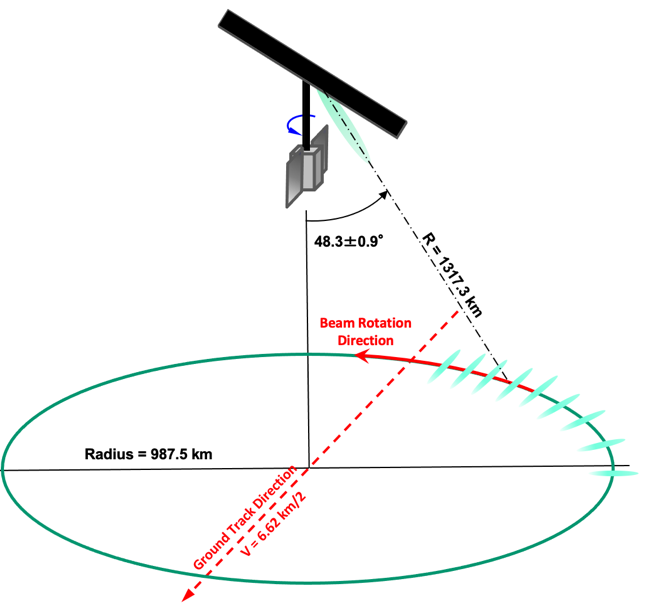 48.3±0.9°
R = 1317.3 km
Beam Rotation
Direction
Radius = 987.5 km
Ground Track Direction
V = 6.62 km/2